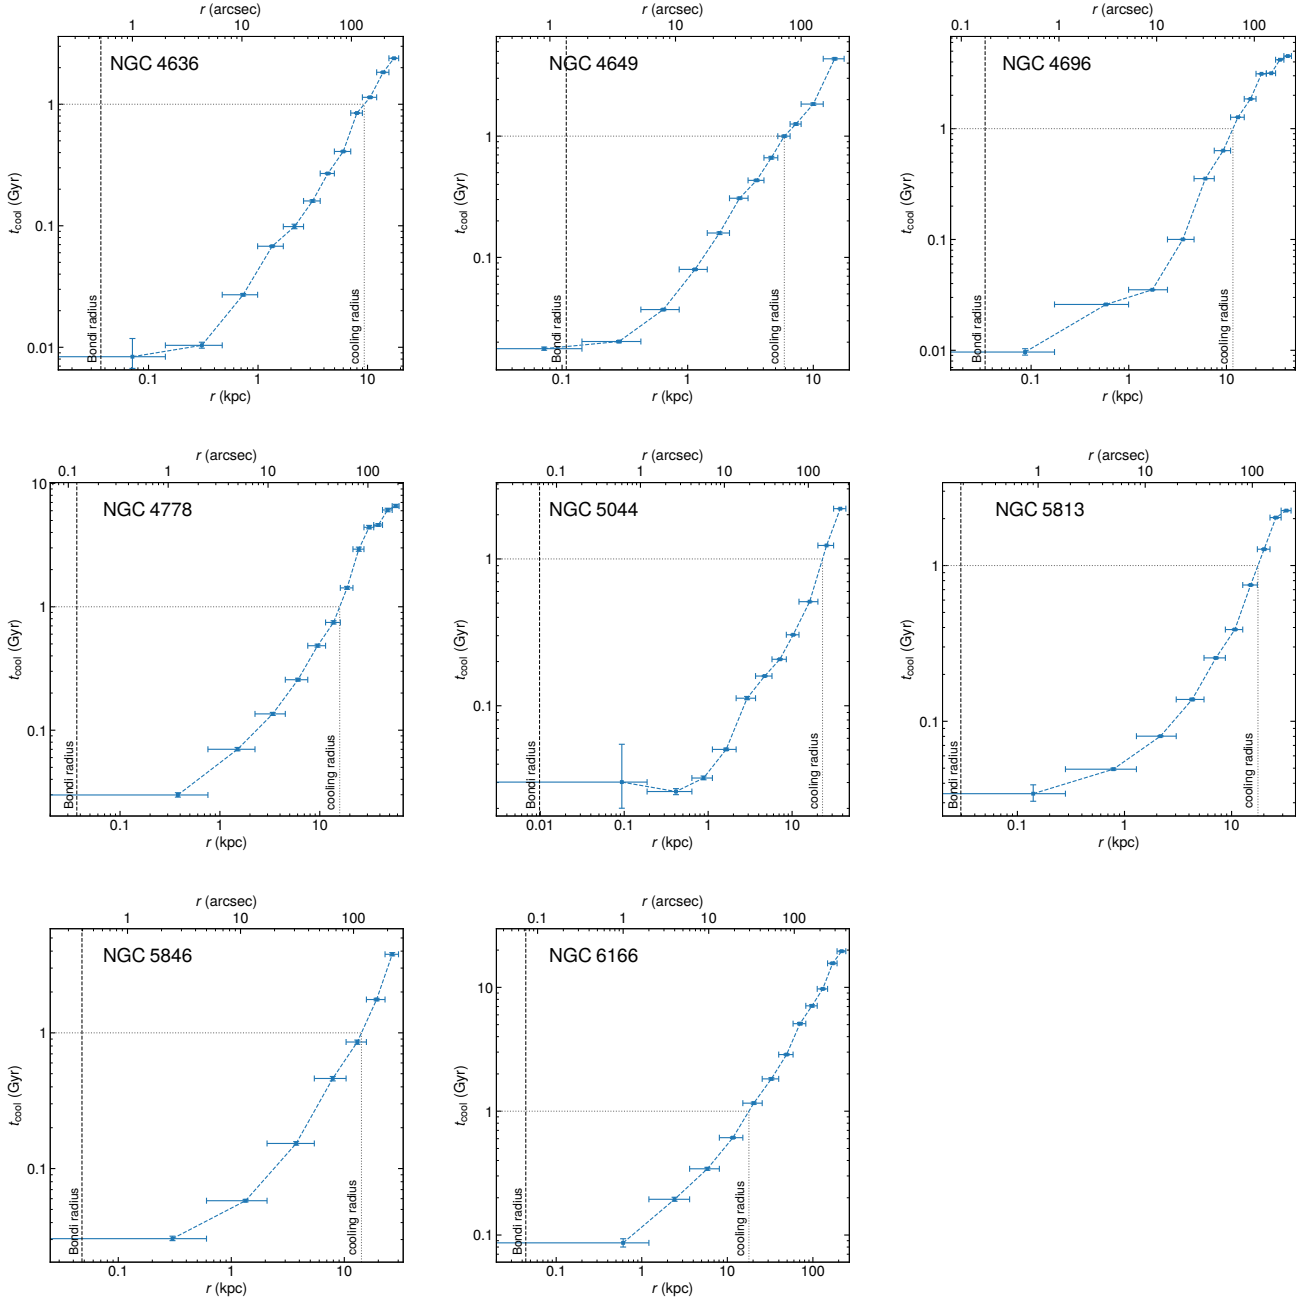 r (arcsec)
1 10 100
NGC 4636
1
0.1
0.01
t_cool (Gyr)
Bondi radius
cooling radius
0.1 1 10
r (kpc)
r (arcsec)
1 10 100
NGC 4649
1
0.1
t_cool (Gyr)
Bondi radius
cooling radius
0.1 1 10
r (kpc)
r (arcsec)
0.1 1 10 100
NGC 4696
1
0.1
0.01
t_cool (Gyr)
Bondi radius
cooling radius
0.1 1 10
r (kpc)
r (arcsec)
0.1 1 10 100
NGC 4778
10
1
0.1
t_cool (Gyr)
Bondi radius
cooling radius
0.1 1 10
r (kpc)
r (arcsec)
0.1 1 10 100
NGC 5044
1
0.1
t_cool (Gyr)
Bondi radius
cooling radius
0.01 0.1 1 10
r (kpc)
r (arcsec)
1 10 100
NGC 5813
1
0.1
t_cool (Gyr)
Bondi radius
cooling radius
0.1 1 10
r (kpc)
r (arcsec)
1 10 100
NGC 5846
1
0.1
t_cool (Gyr)
Bondi radius
cooling radius
0.1 1 10
r (kpc)
r (arcsec)
0.1 1 10 100
NGC 6166
10
1
0.1
t_cool (Gyr)
Bondi radius
cooling radius
0.1 1 10 100
r (kpc)